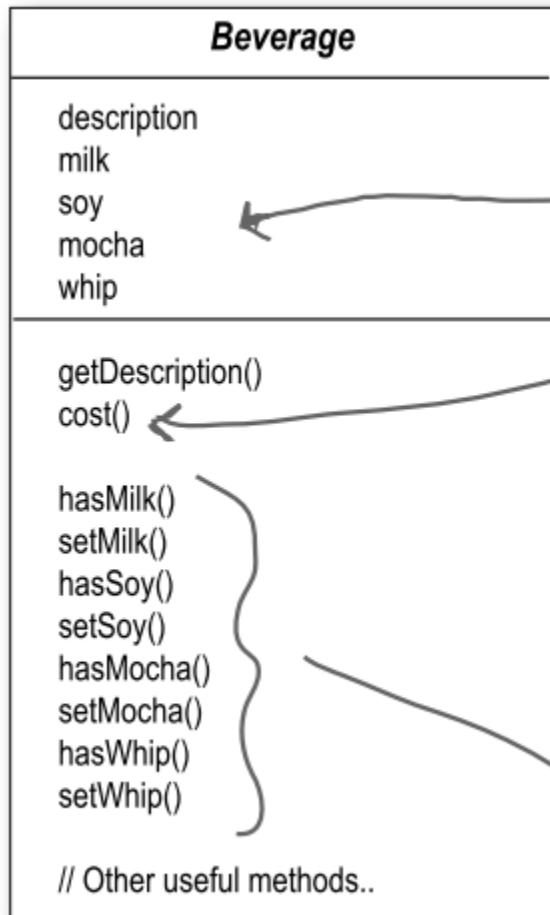 Beverage
description
milk
soy
mocha
whip
getDescription()
cost()
hasMilk()
setMilk()
hasSoy()
setSoy()
hasMocha()
setMocha()
hasWhip()
setWhip()
// Other useful methods..